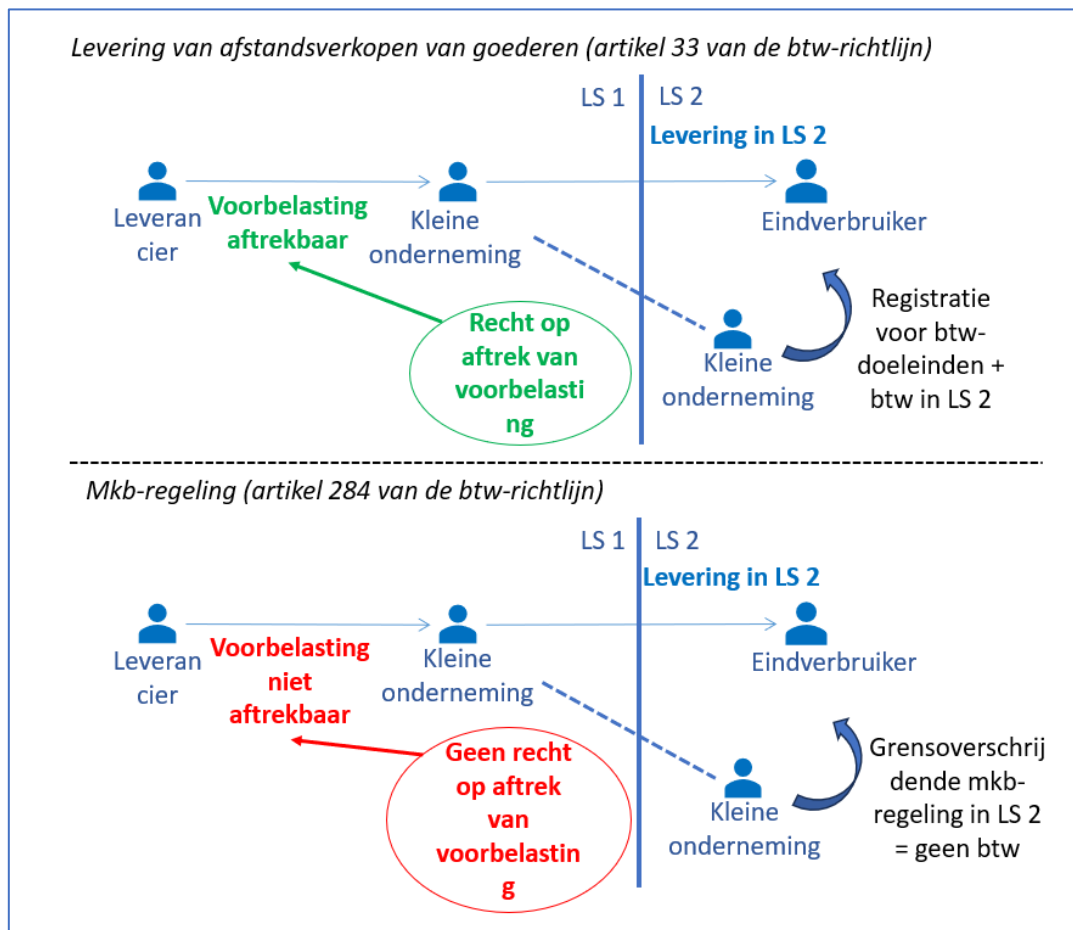 Levering van afstandsverkopen van goederen (artikel 33 van de btw-richtlijn)
LS 1
LS 2
Levering in LS 2
Leveran
cier
Voorbelasting
aftrekbaar
Kleine
onderneming
Eindverbruiker
Recht op
aftrek van
voorbelasti
ng
Kleine
onderneming
Registratie
voor btw-
doeleinden +
btw in LS 2
Mkb-regeling (artikel 284 van de btw-richtlijn)
LS 1
LS 2
Levering in LS 2
Leveran
cier
Voorbelasting
niet
aftrekbaar
Kleine
onderneming
Eindverbruiker
Geen recht
op aftrek
van
voorbelastin
g
Kleine
onderneming
Grensoverschrij
dende mkb-
regeling in LS 2
= geen btw